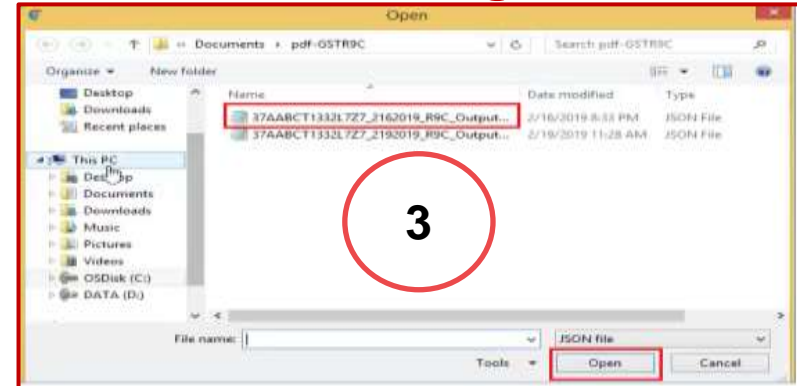 Open
Documents › pdf-GSTR9C
Search pdf-GSTR9C
Organize
New folder
Name
Date modified
Type
Desktop
Downloads
Recent places
This PC
Desktop
Documents
Downloads
Music
Pictures
Videos
OSDisk (C:)
DATA (D:)
37AABCT1332L7Z7_2162019_R9C_Output...
2/16/2019 8:33 PM
JSON File
37AABCT1332L7Z7_2192019_R9C_Output...
2/19/2019 11:28 AM
JSON File
3
File name:
JSON file
Tools
Open
Cancel